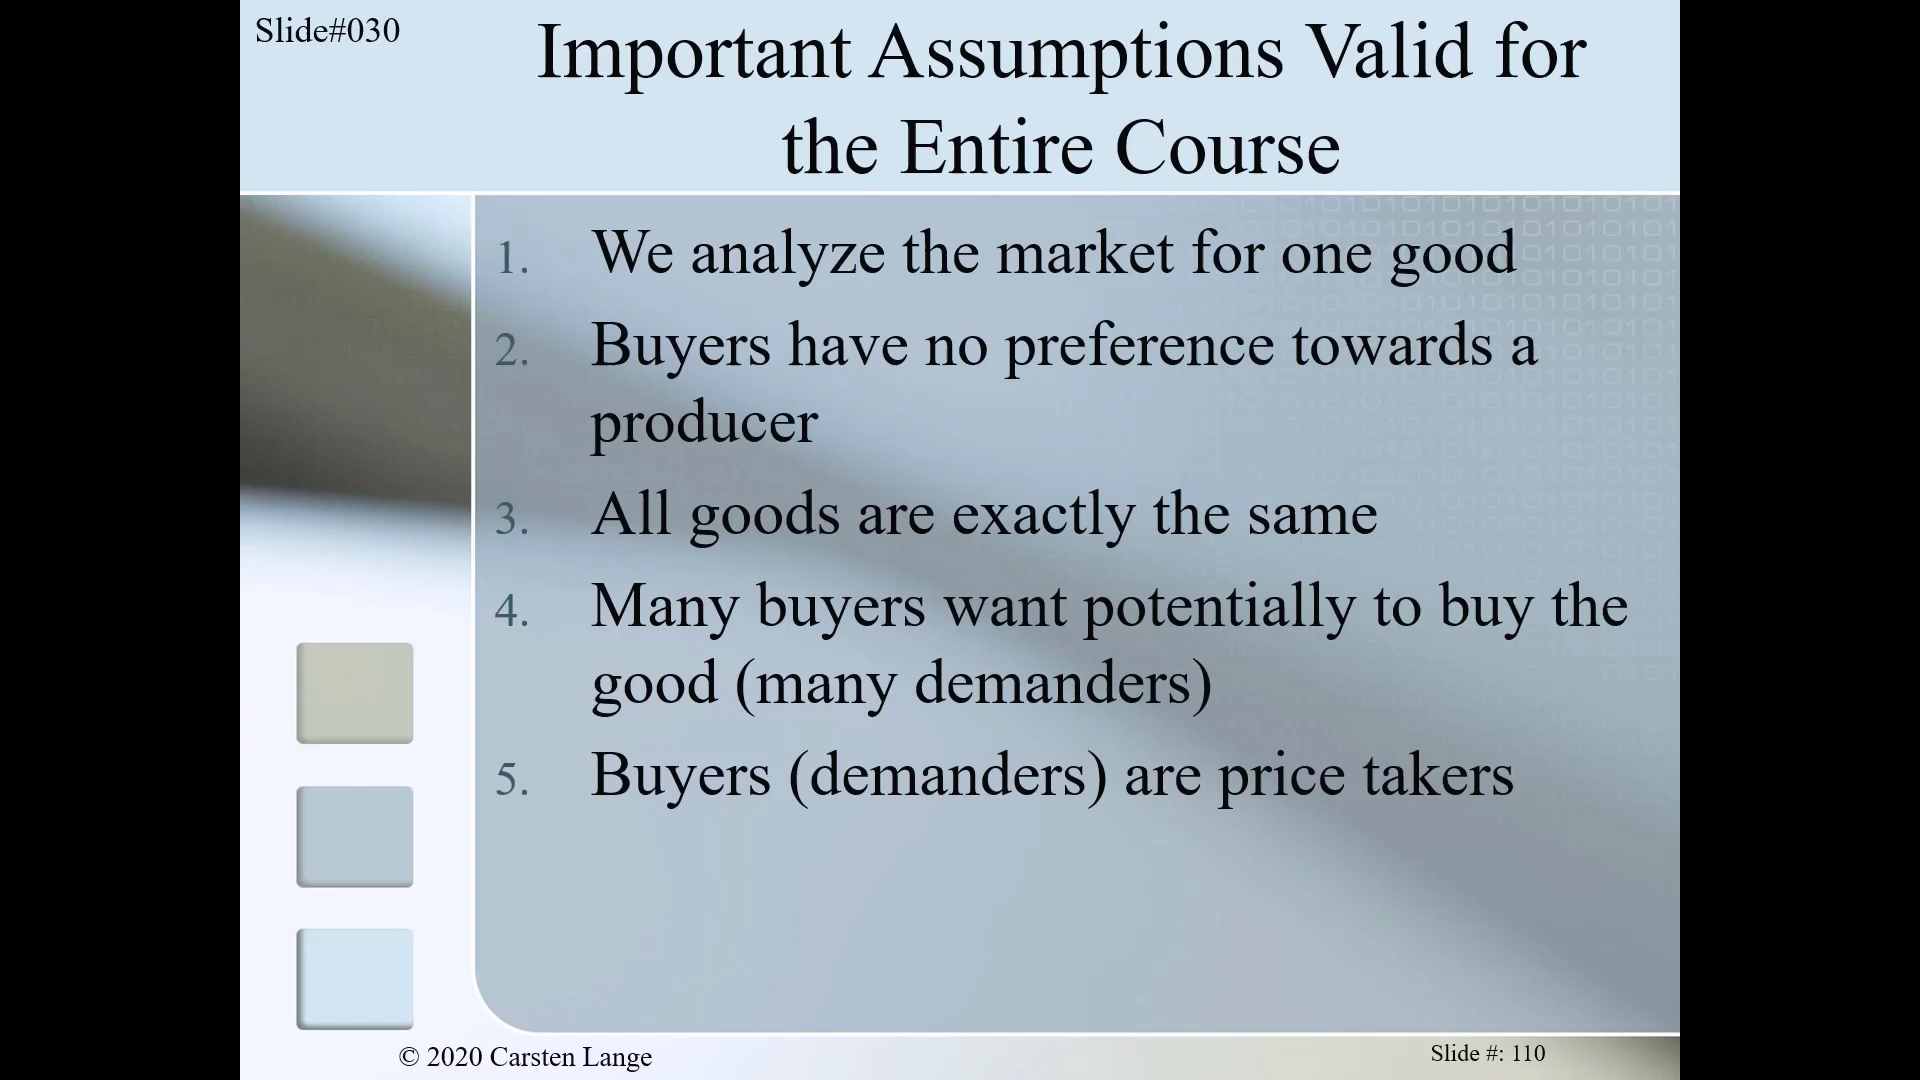 Slide#030
Important Assumptions Valid for
the Entire Course
1. We analyze the market for one good
2. Buyers have no preference towards a
producer
3. All goods are exactly the same
4. Many buyers want potentially to buy the
good (many demanders)
5. Buyers (demanders) are price takers
© 2020 Carsten Lange
Slide #: 110